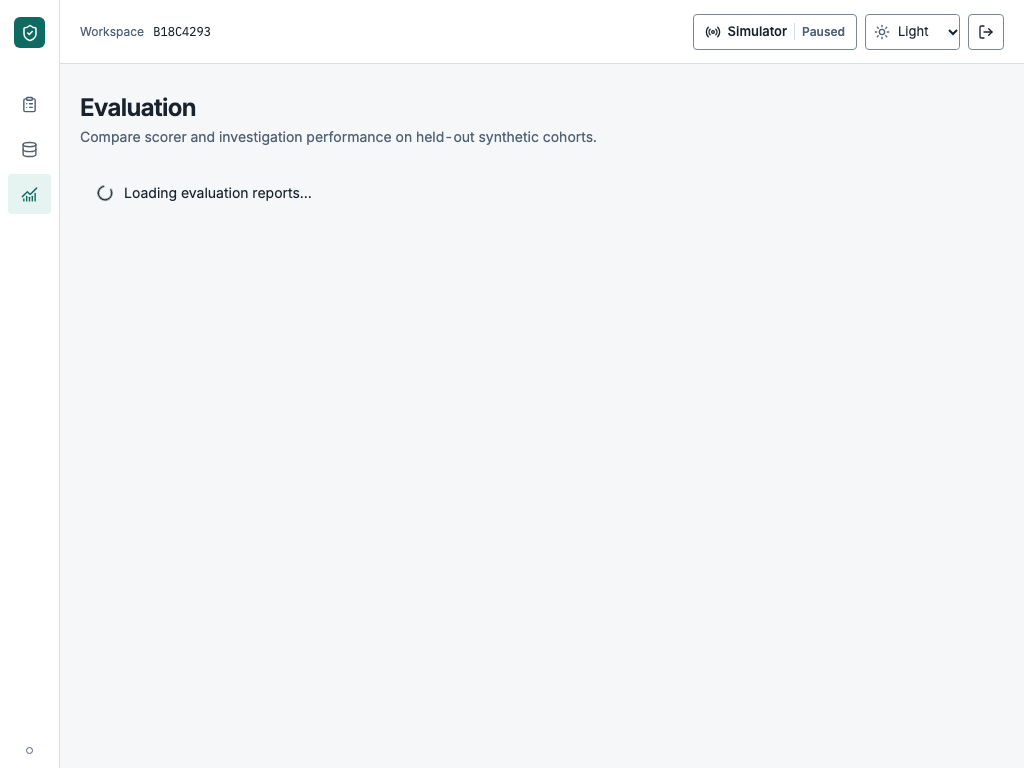 Workspace B18C4293
Simulator Paused
Light
Evaluation
Compare scorer and investigation performance on held-out synthetic cohorts.
Loading evaluation reports...